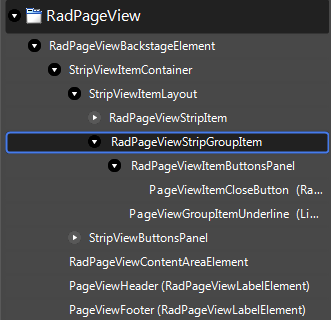 RadPageView
RadPageViewBackstageElement
StripViewItemContainer
StripViewItemLayout
RadPageViewStripItem
RadPageViewStripGroupItem
RadPageViewItemButtonsPanel
PageViewItemCloseButton (Ra...
PageViewGroupItemUnderline (Li...
StripViewButtonsPanel
RadPageViewContentAreaElement
PageViewHeader (RadPageViewLabelElement)
PageViewFooter (RadPageViewLabelElement)